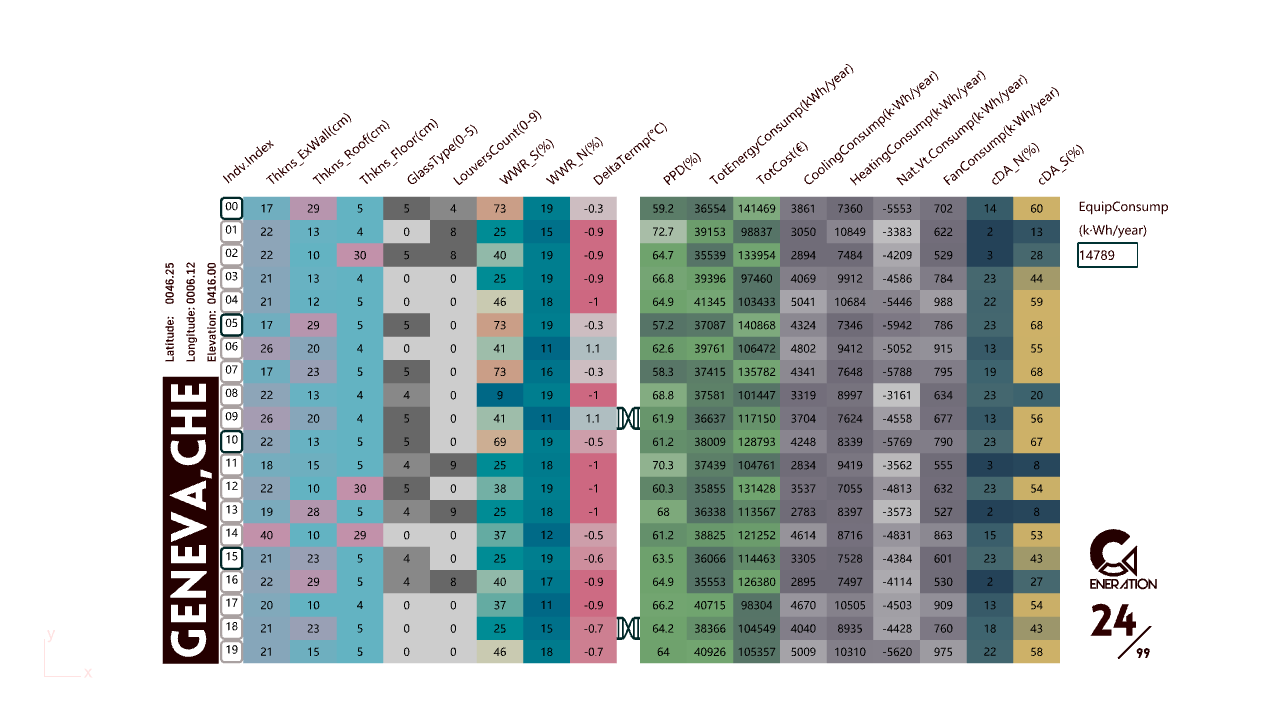 Indv.Index Thkns_ExWall(cm) Thkns_Roof(cm) Thkns_Floor(cm) GlassType(0-5) LouversCount(0-9) WWR_S(%) WWR_N(%) DeltaTermp(°C) PPD(%) TotEnergyConsump(kWh/year) TotCost(€) CoolingConsump(k·Wh/year) HeatingConsump(k·Wh/year) Nat.Vt.Consump(k·Wh/year) FanConsump(k·Wh/year) cDA_N(%) cDA_S(%)
00 17 29 5 5 4 73 19 -0.3 59.2 36554 141469 3861 7360 -5553 702 14 60
01 22 13 4 0 8 25 15 -0.9 72.7 39153 98837 3050 10849 -3383 622 2 13
02 22 10 30 5 8 40 19 -0.9 64.7 35539 133954 2894 7484 -4209 529 3 28
03 21 13 4 0 0 25 19 -0.9 66.8 39396 97460 4069 9912 -4586 784 23 44
04 21 12 5 0 0 46 18 -1 64.9 41345 103433 5041 10684 -5446 988 22 59
05 17 29 5 5 0 73 19 -0.3 57.2 37087 140868 4324 7346 -5942 786 23 68
06 26 20 4 0 0 41 11 1.1 62.6 39761 106472 4802 9412 -5052 915 13 55
07 17 23 5 5 0 73 16 -0.3 58.3 37415 135782 4341 7648 -5788 795 19 68
08 22 13 4 4 0 9 19 -1 68.8 37581 101447 3319 8997 -3161 634 23 20
09 26 20 4 5 0 41 11 1.1 61.9 36637 117150 3704 7624 -4558 677 13 56
10 22 13 5 5 0 69 19 -0.5 61.2 38009 128793 4248 8339 -5769 790 23 67
11 18 15 5 4 9 25 18 -1 70.3 37439 104761 2834 9419 -3562 555 3 8
12 22 10 30 5 0 38 19 -1 60.3 35855 131428 3537 7055 -4813 632 23 54
13 19 28 5 4 9 25 18 -1 68 36338 113567 2783 8397 -3573 527 2 8
14 40 10 29 0 0 37 12 -0.5 61.2 38825 121252 4614 8716 -4831 863 15 53
15 21 23 5 4 0 25 19 -0.6 63.5 36066 114463 3305 7528 -4384 601 23 43
16 22 29 5 4 8 40 17 -0.9 64.9 35553 126380 2895 7497 -4114 530 2 27
17 20 10 4 0 0 37 11 -0.9 66.2 40715 98304 4670 10505 -4503 909 13 54
18 21 23 5 0 0 25 15 -0.7 64.2 38366 104549 4040 8935 -4428 760 18 43
19 21 15 5 0 0 46 18 -0.7 64 40926 105357 5009 10310 -5620 975 22 58
Latitude: 0046.25
Longitude: 0006.12
Elevation: 0416.00
GENEVA,CHE
EquipConsump
(k·Wh/year)
14789
ENERATION
24/99
y
x